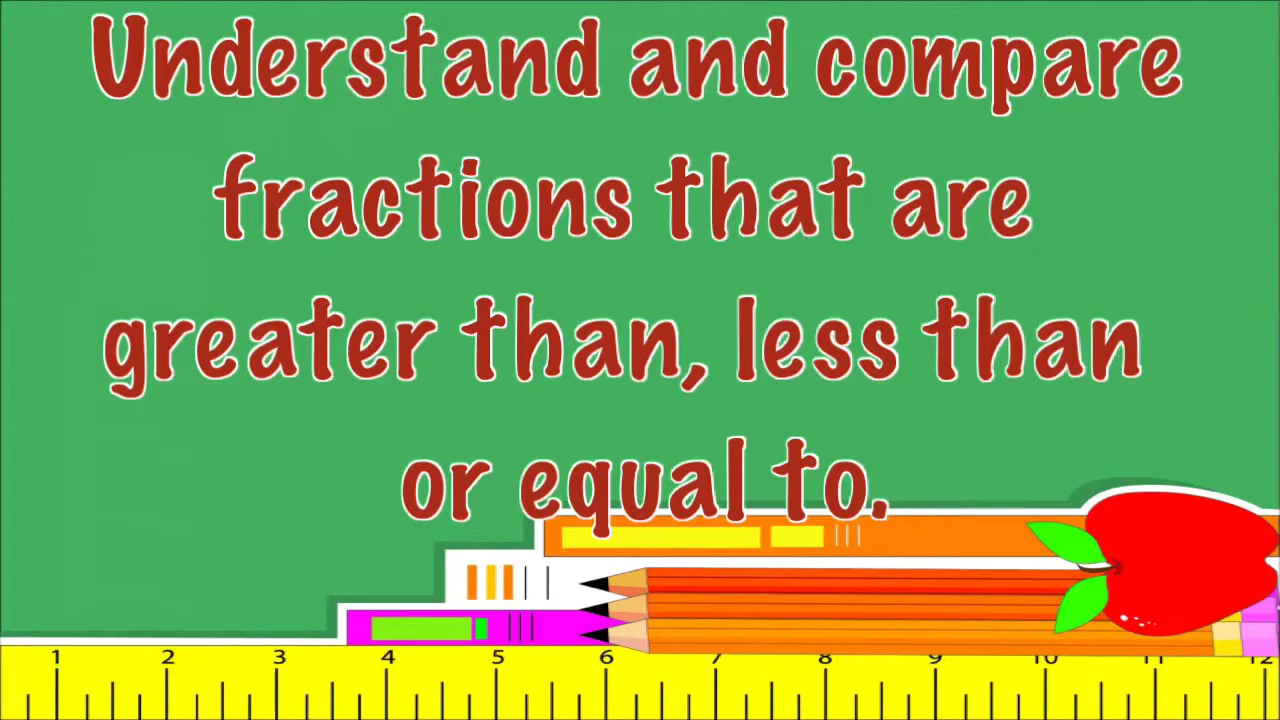 Understand and compare
fractions that are
greater than, less than
or equal to.
1 2 3 4 5 6 7 8 9 10 11 12